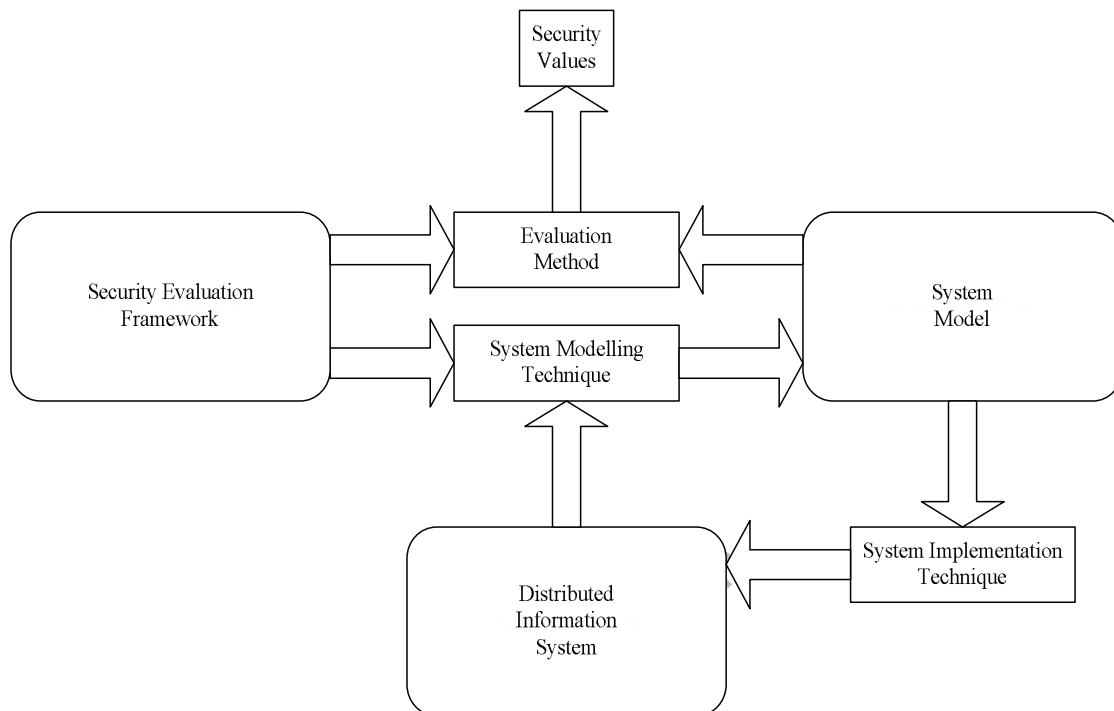 Security
Values
Evaluation
Method
Security Evaluation
Framework
System
Model
System Modelling
Technique
System Implementation
Technique
Distributed
Information
System